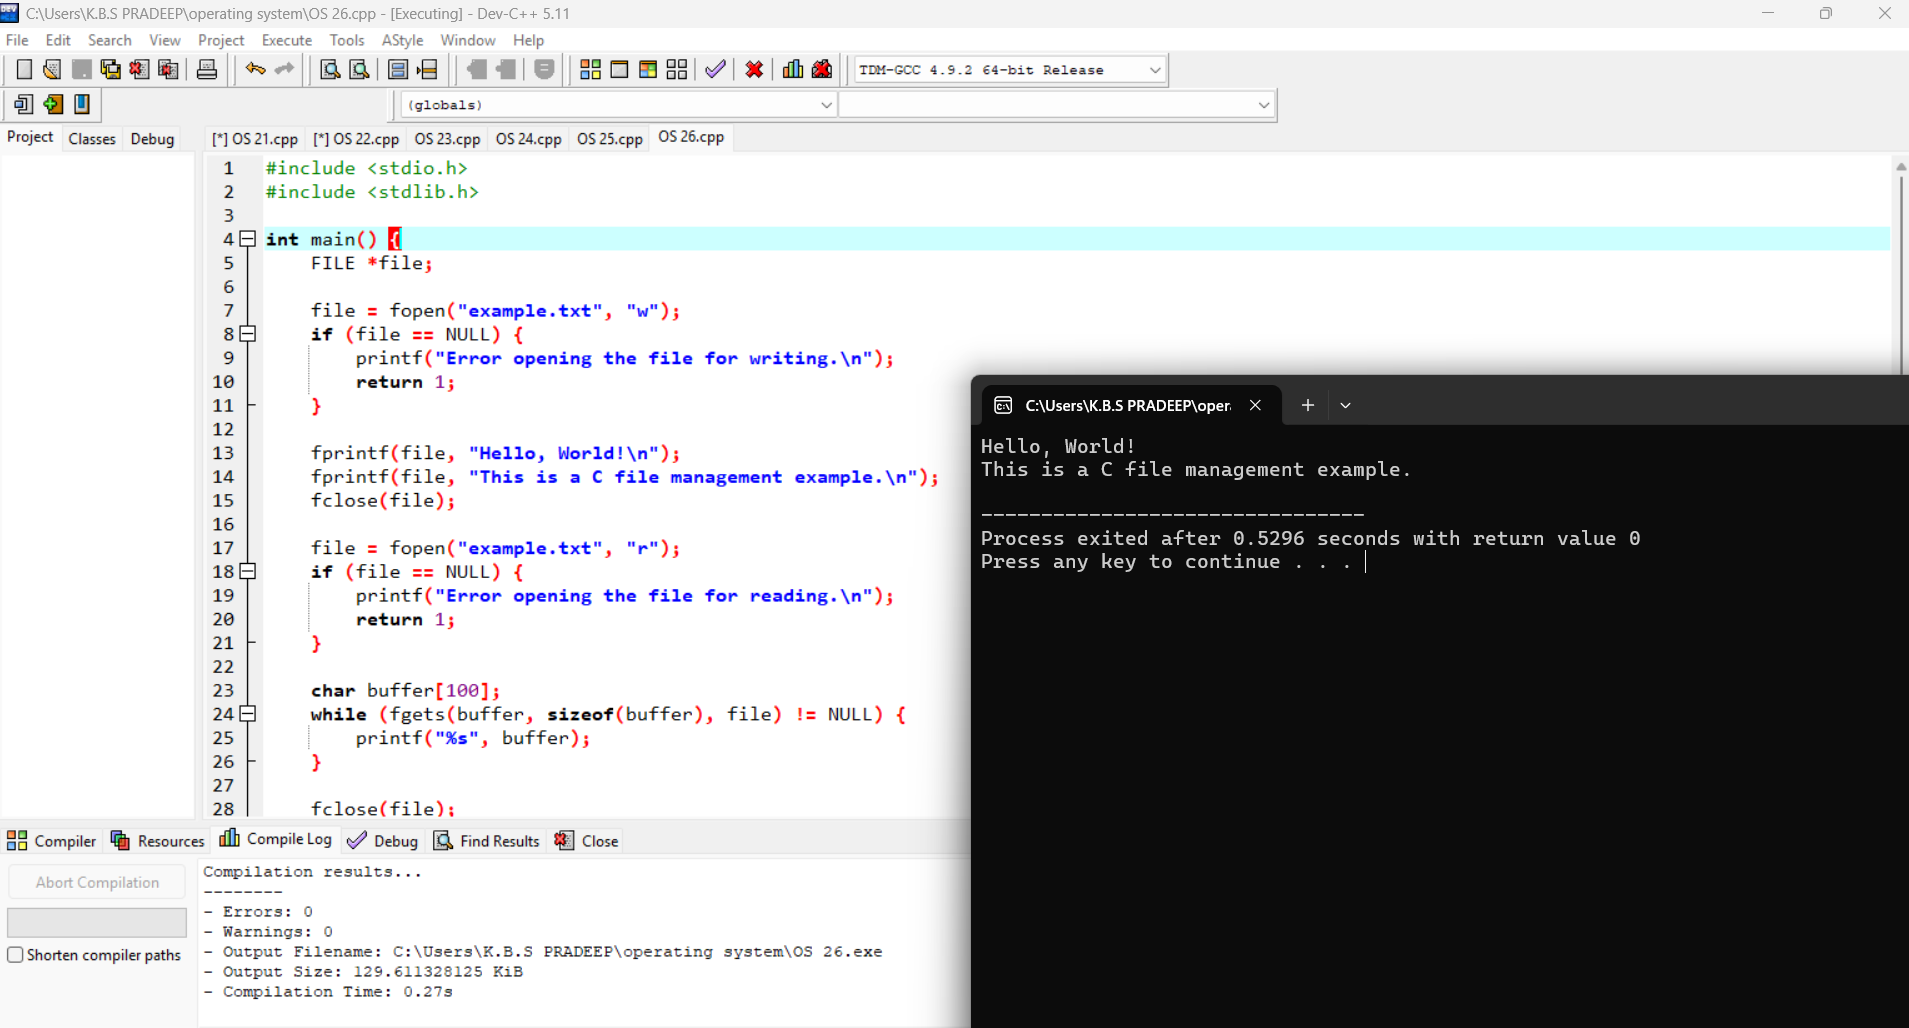 C:\Users\K.B.S PRADEEP\operating system\OS 26.cpp - [Executing] - Dev-C++ 5.11
File Edit Search View Project Execute Tools AStyle Window Help
TDM-GCC 4.9.2 64-bit Release
(globals)
Project Classes Debug
[*] OS 21.cpp [*] OS 22.cpp OS 23.cpp OS 24.cpp OS 25.cpp OS 26.cpp
1 #include <stdio.h>
2 #include <stdlib.h>
3
4 int main() {
5 FILE *file;
6
7 file = fopen("example.txt", "w");
8 if (file == NULL) {
9 printf("Error opening the file for writing.\n");
10 return 1;
11 }
12
13 fprintf(file, "Hello, World!\n");
14 fprintf(file, "This is a C file management example.\n");
15 fclose(file);
16
17 file = fopen("example.txt", "r");
18 if (file == NULL) {
19 printf("Error opening the file for reading.\n");
20 return 1;
21 }
22
23 char buffer[100];
24 while (fgets(buffer, sizeof(buffer), file) != NULL) {
25 printf("%s", buffer);
26 }
27
28 fclose(file);
C:\Users\K.B.S PRADEEP\oper
Hello, World!
This is a C file management example.
--------------------------------
Process exited after 0.5296 seconds with return value 0
Press any key to continue . . .
Compiler Resources Compile Log Debug Find Results Close
Abort Compilation
Shorten compiler paths
Compilation results...
--------
- Errors: 0
- Warnings: 0
- Output Filename: C:\Users\K.B.S PRADEEP\operating system\OS 26.exe
- Output Size: 129.611328125 KiB
- Compilation Time: 0.27s